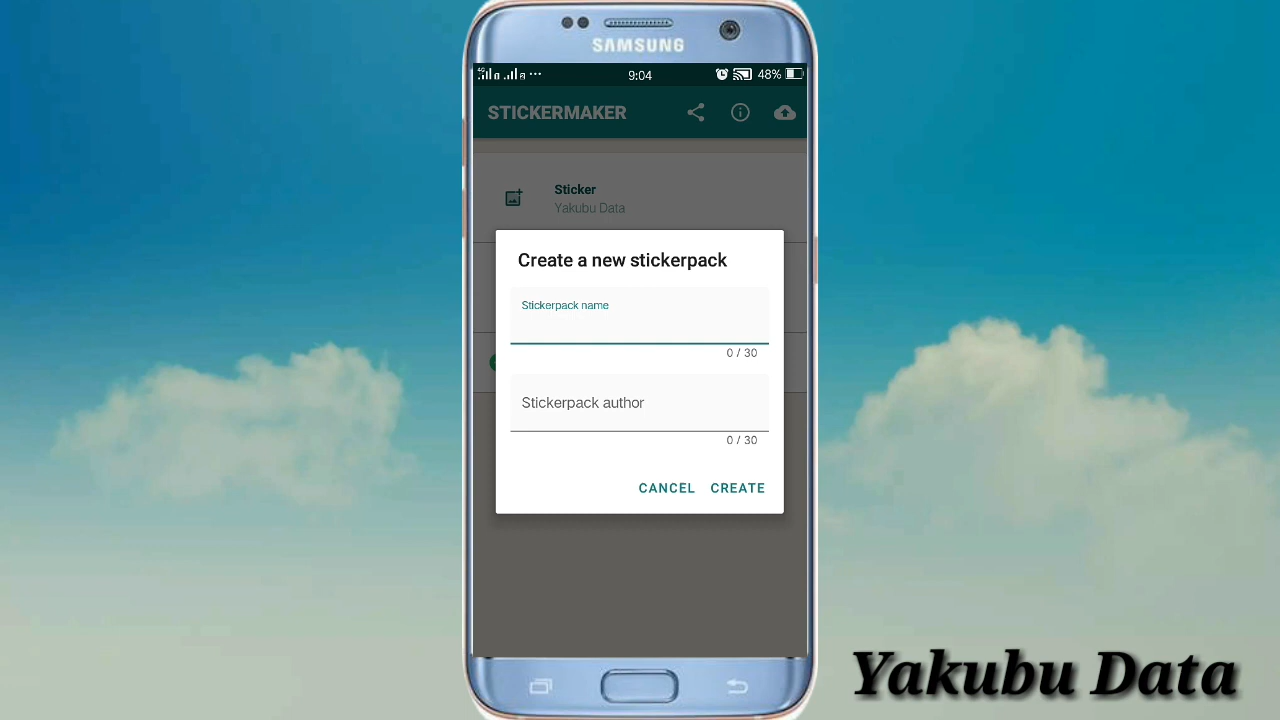 SAMSUNG
9:04
48%
STICKERMAKER
Sticker
Yakubu Data
Create a new stickerpack
Stickerpack name
0 / 30
Stickerpack author
0 / 30
CANCEL CREATE
Yakubu Data